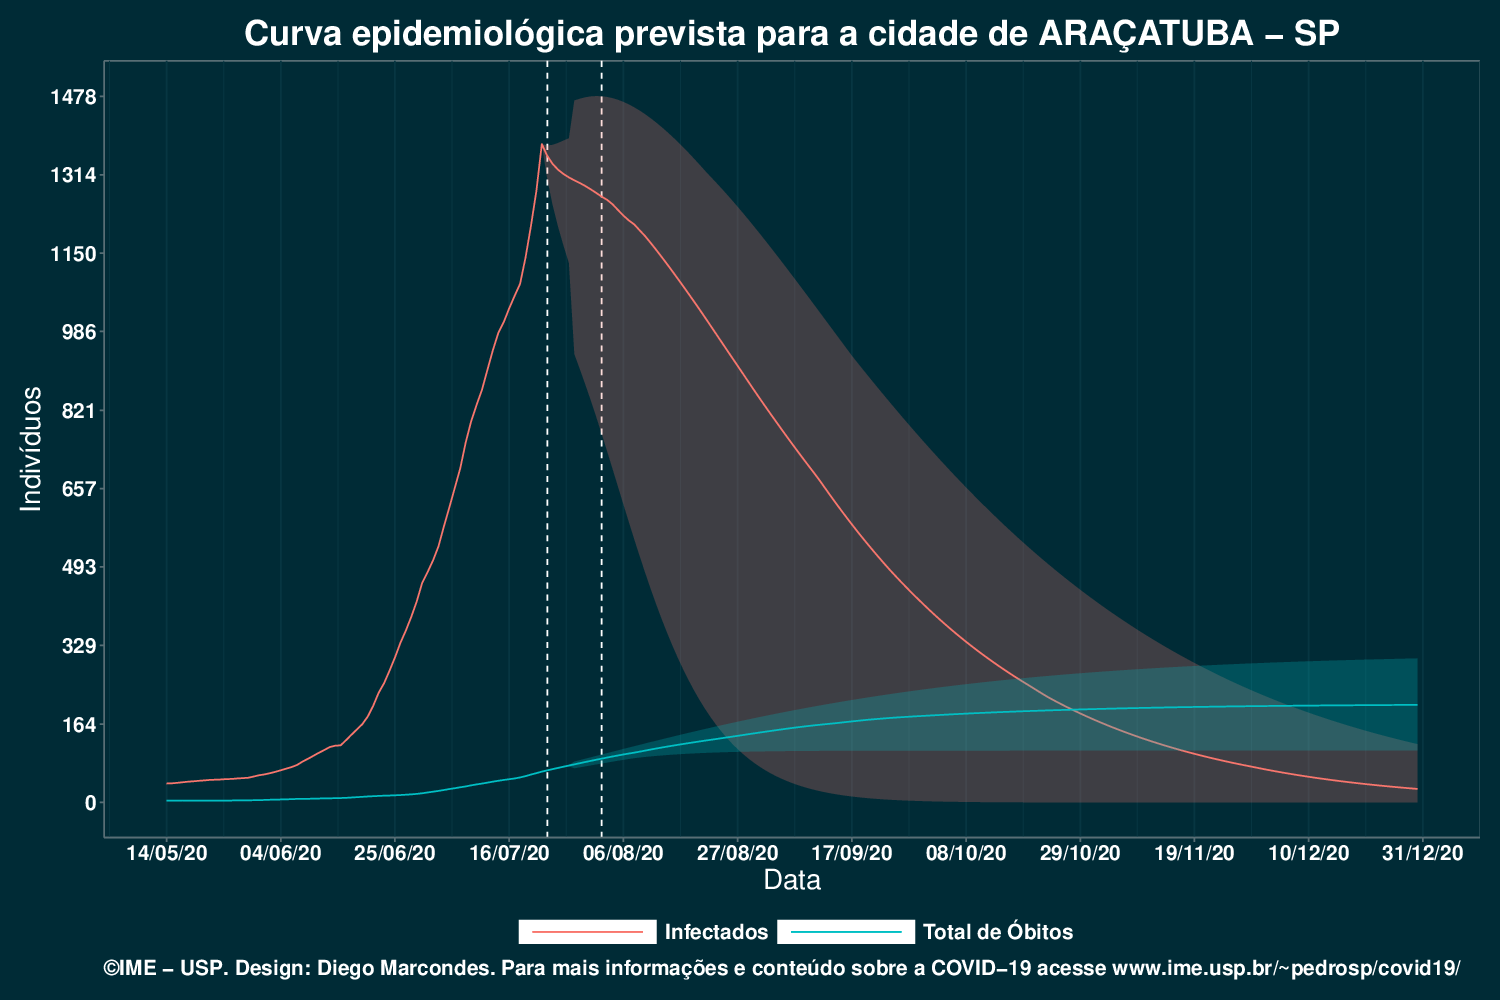 Curva epidemiológica prevista para a cidade de ARAÇATUBA – SP
Indivíduos
1478
1314
1150
986
821
657
493
329
164
0
14/05/20 04/06/20 25/06/20 16/07/20 06/08/20 27/08/20 17/09/20 08/10/20 29/10/20 19/11/20 10/12/20 31/12/20
Data
Infectados Total de Óbitos
©IME – USP. Design: Diego Marcondes. Para mais informações e conteúdo sobre a COVID–19 acesse www.ime.usp.br/~pedrosp/covid19/